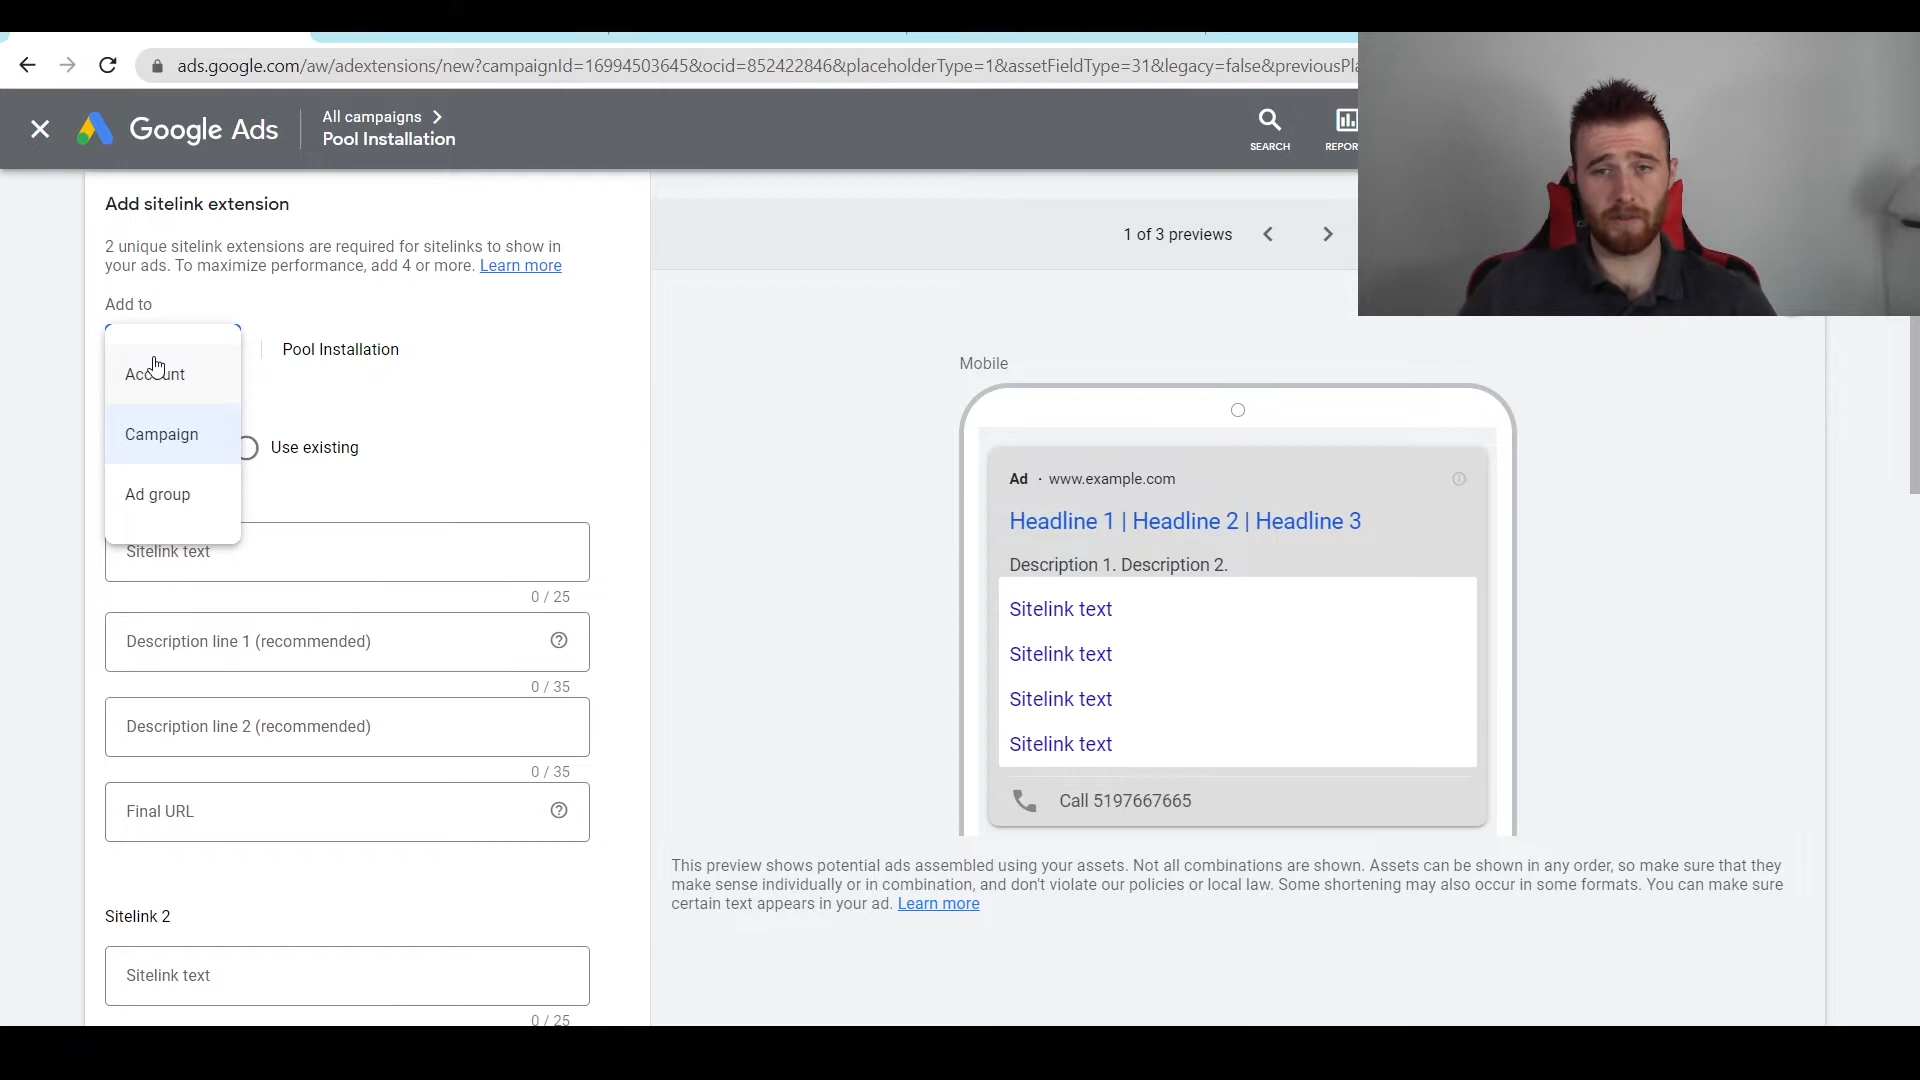 ads.google.com/aw/adextensions/new?campaignId=16994503645&ocid=852422846&placeholderType=1&assetFieldType=31&legacy=false&previousPla
Google Ads
All campaigns
Pool Installation
SEARCH
REPOR
Add sitelink extension
2 unique sitelink extensions are required for sitelinks to show in
your ads. To maximize performance, add 4 or more. Learn more
Add to
Account
Campaign
Ad group
Pool Installation
Use existing
Sitelink text
0 / 25
Description line 1 (recommended)
0 / 35
Description line 2 (recommended)
0 / 35
Final URL
Sitelink 2
Sitelink text
0 / 25
1 of 3 previews
Mobile
Ad · www.example.com
Headline 1 | Headline 2 | Headline 3
Description 1. Description 2.
Sitelink text
Sitelink text
Sitelink text
Sitelink text
Call 5197667665
This preview shows potential ads assembled using your assets. Not all combinations are shown. Assets can be shown in any order, so make sure that they
make sense individually or in combination, and don't violate our policies or local law. Some shortening may also occur in some formats. You can make sure
certain text appears in your ad. Learn more